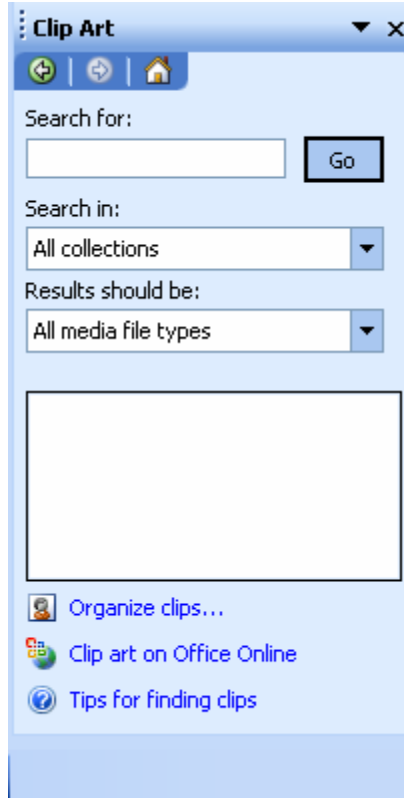 Clip Art
Search for:
Go
Search in:
All collections
Results should be:
All media file types
Organize clips...
Clip art on Office Online
Tips for finding clips